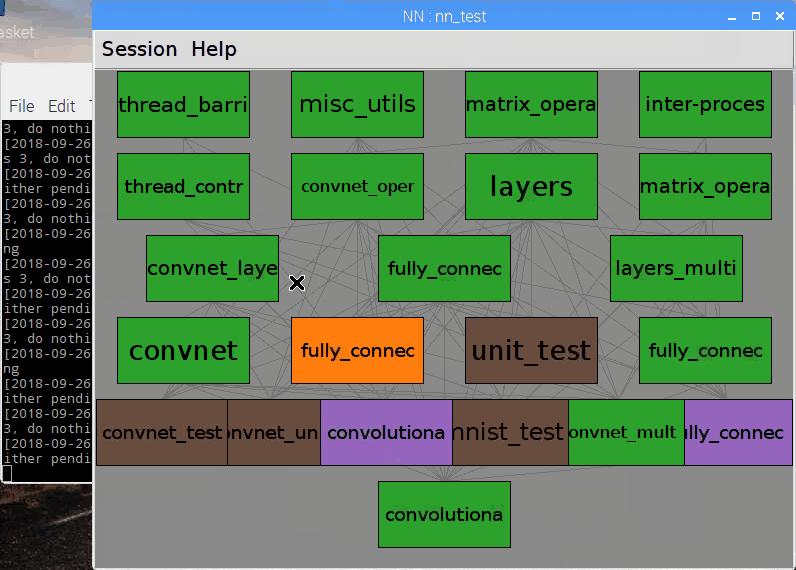 asket
NN : nn_test
Session Help
File Edit
3, do nothi
[2018-09-26
s 3, do not
[2018-09-26
ither pendi
[2018-09-26
3, do nothi
[2018-09-26
ng
[2018-09-26
s 3, do not
[2018-09-26
ither pendi
[2018-09-26
3, do nothi
[2018-09-26
ng
[2018-09-26
ither pendi
[2018-09-26
3, do nothi
[2018-09-26
ither pendi
thread_barri misc_utils matrix_opera inter-proces
thread_contr convnet_oper layers matrix_opera
convnet_laye fully_connec layers_multi
convnet fully_connec unit_test fully_connec
convnet_test onvnet_un convolutiona mnist_test onvnet_mult ully_connec
convolutiona